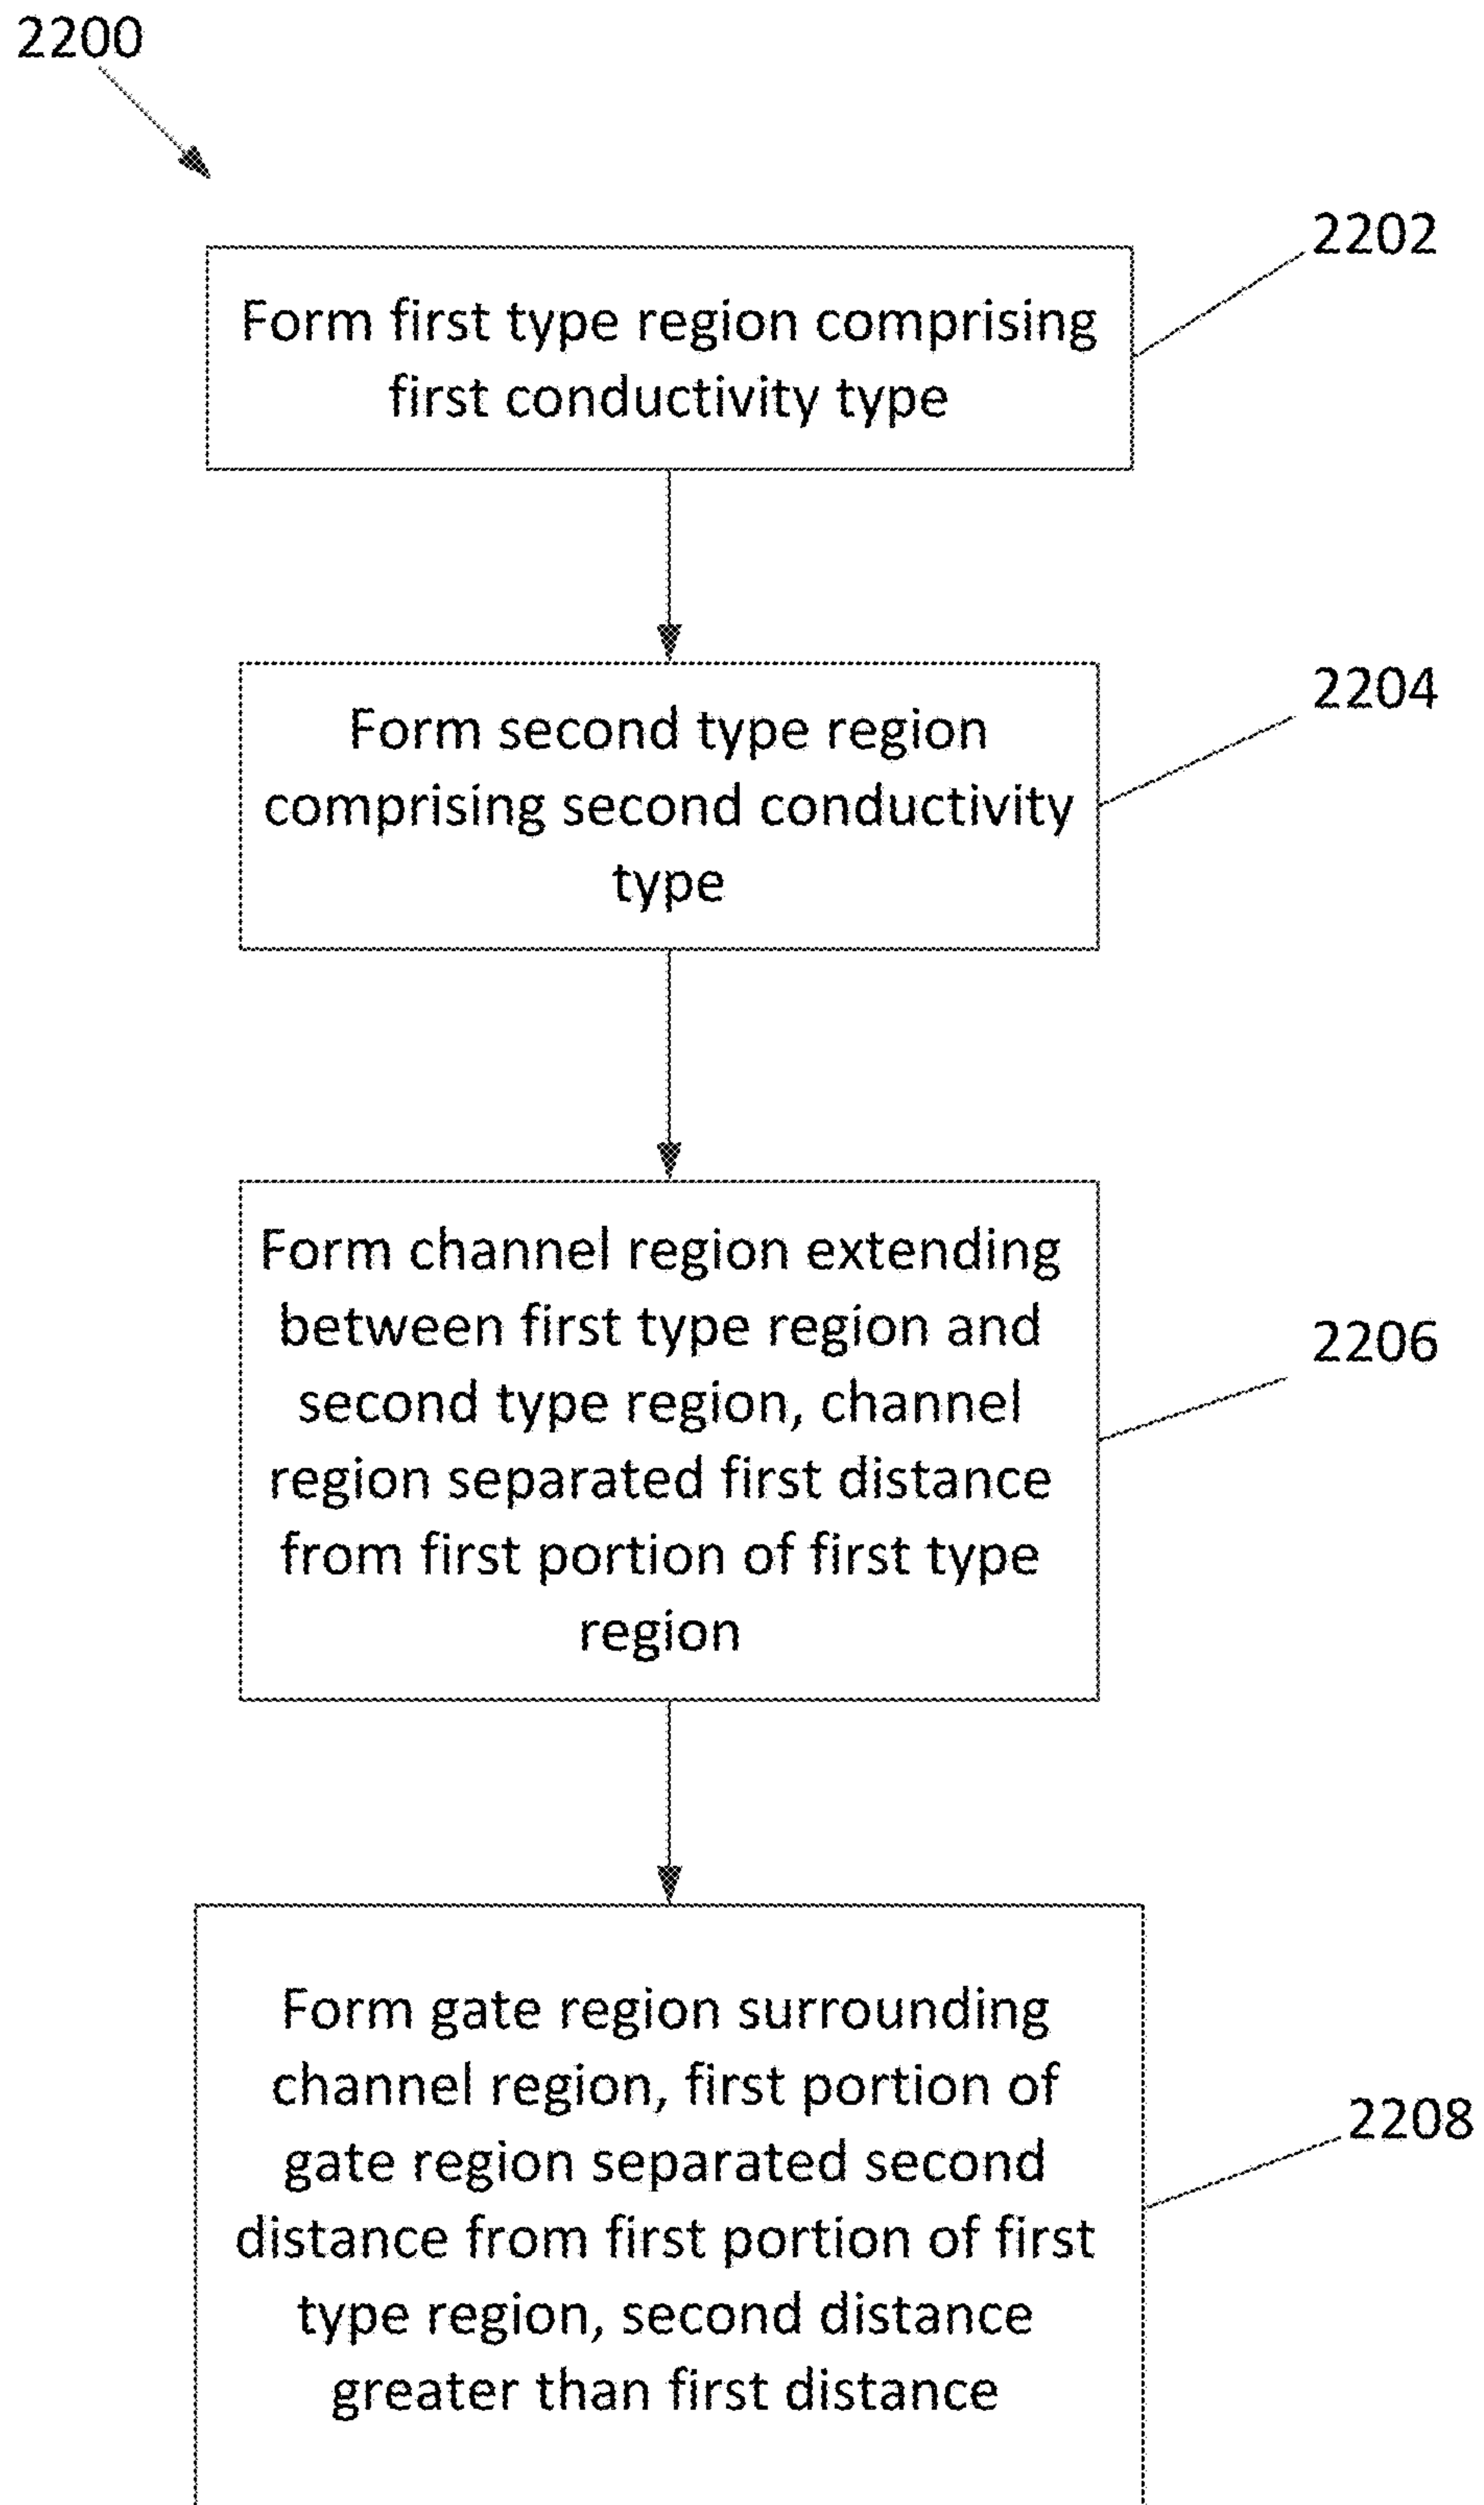 2200
2202
Form first type region comprising
first conductivity type
2204
Form second type region
comprising second conductivity
type
Form channel region extending
between first type region and
second type region, channel
region separated first distance
from first portion of first type
region
2206
Form gate region surrounding
channel region, first portion of
gate region separated second
distance from first portion of first
type region, second distance
greater than first distance
2208